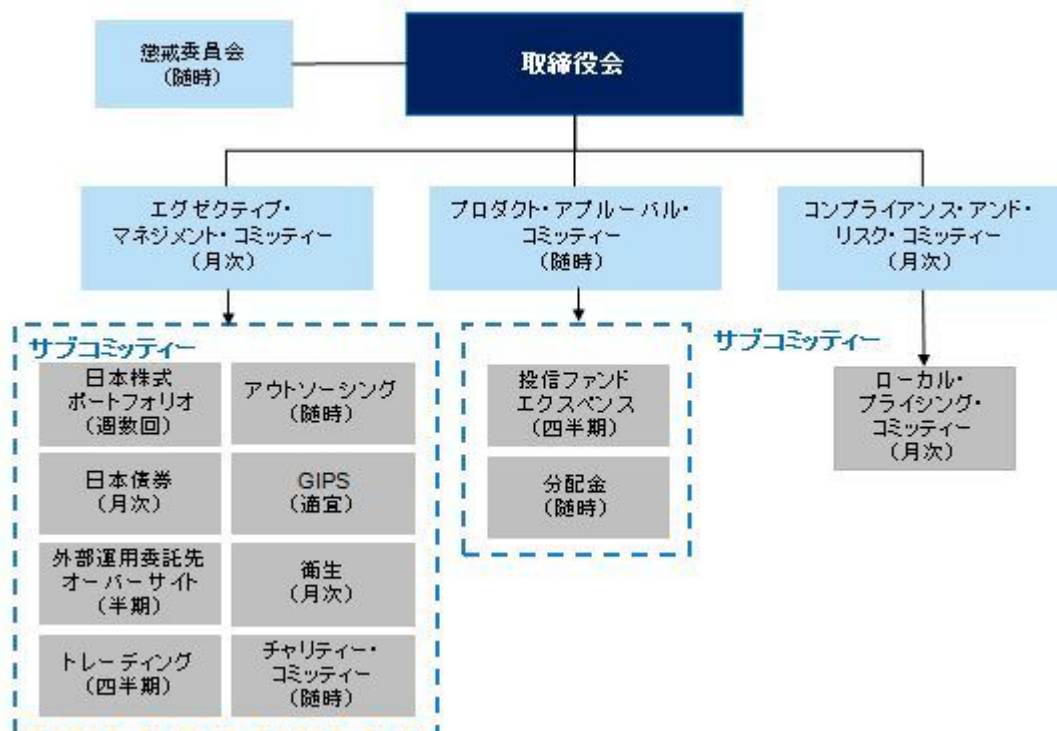 懲戒委員会
(随時)
取締役会
エグゼクティブ・
マネジメント・コミッティー
(月次)
プロダクト・アプルーバル・
コミッティー
(随時)
コンプライアンス・アンド・
リスク・コミッティー
(月次)
サブコミッティー
日本株式
ポートフォリオ
(週数回)
アウトソーシング
(随時)
日本債券
(月次)
GIPS
(適宜)
外部運用委託先
オーバーサイト
(半期)
衛生
(月次)
トレーディング
(四半期)
チャリティー・
コミッティー
(随時)
投信ファンド
エクスペンス
(四半期)
分配金
(随時)
サブコミッティー
ローカル・
プライシング・
コミッティー
(月次)